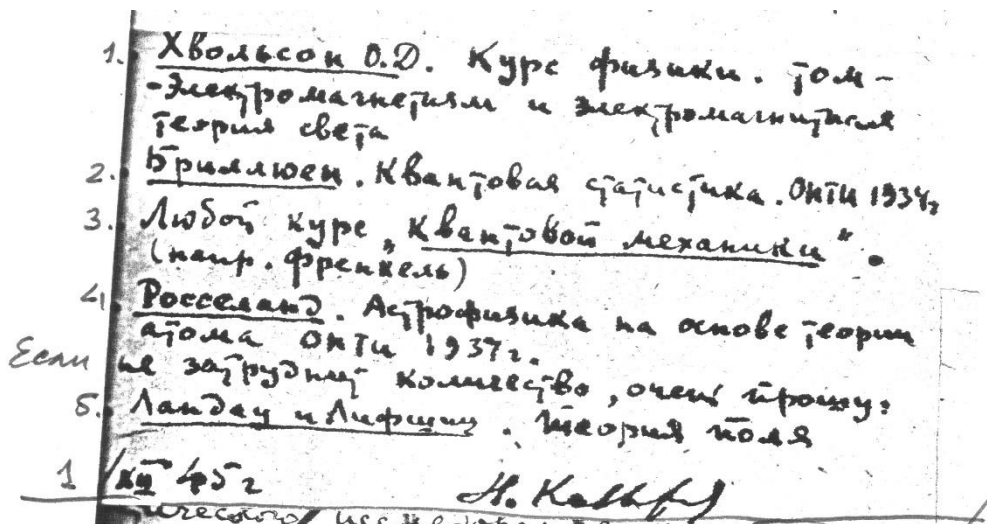 1. Хвольсон О.Д. Курс физики. Том -
- Электромагнетизм и электромагнитная
теория света
2. Бриллюен. Квантовая статистика. ОНТИ 1934г
3. Любой курс „Квантовой механики“.
(напр. Френкель)
4. Росселанд. Астрофизика на основе теории
атома ОНТИ 1937г.
Если не затруднит количество, очень прошу:
5. Ландау и Лифшиц. Теория поля
1/XII 45г Н.